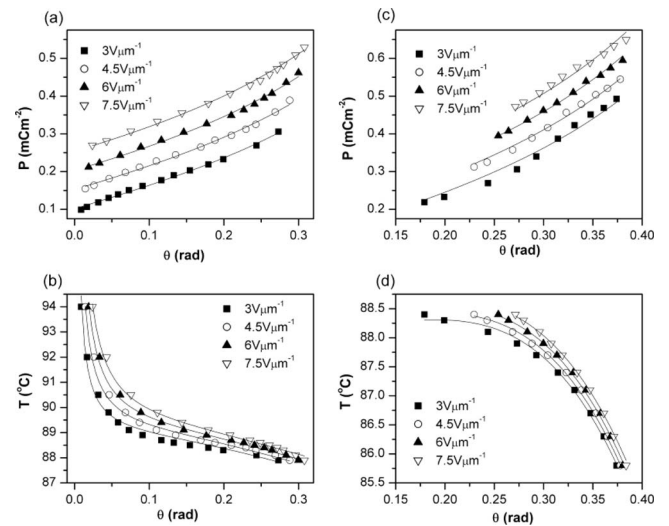 (a)
3Vμm⁻¹
4.5Vμm⁻¹
6Vμm⁻¹
7.5Vμm⁻¹
P (mCm⁻²)
0.5
0.4
0.3
0.2
0.1
0.0 0.1 0.2 0.3
θ (rad)
(c)
3Vμm⁻¹
4.5Vμm⁻¹
6Vμm⁻¹
7.5Vμm⁻¹
P (mCm⁻²)
0.6
0.5
0.4
0.3
0.2
0.15 0.20 0.25 0.30 0.35 0.40
θ (rad)
(b)
3Vμm⁻¹
4.5Vμm⁻¹
6Vμm⁻¹
7.5Vμm⁻¹
T (°C)
94
93
92
91
90
89
88
87
0.0 0.1 0.2 0.3
θ (rad)
(d)
3Vμm⁻¹
4.5Vμm⁻¹
6Vμm⁻¹
7.5Vμm⁻¹
T (°C)
88.5
88.0
87.5
87.0
86.5
86.0
85.5
0.15 0.20 0.25 0.30 0.35 0.40
θ (rad)